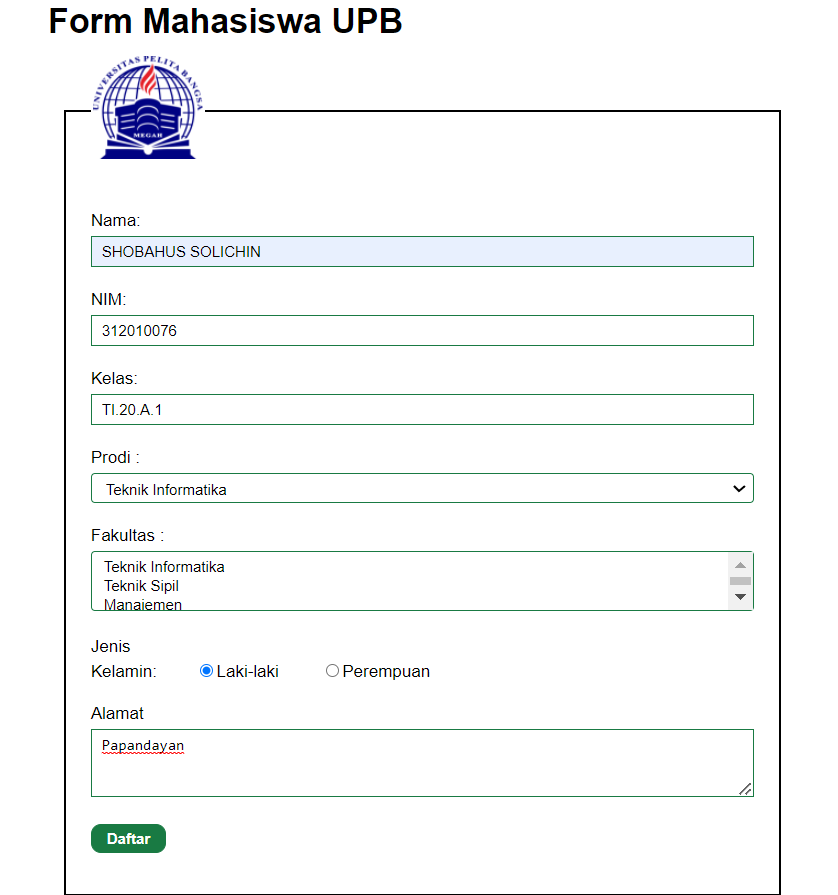 Form Mahasiswa UPB
UNIVERSITAS PELITA BANGSA
MEGAH
Nama:
SHOBAHUS SOLICHIN
NIM:
312010076
Kelas:
TI.20.A.1
Prodi :
Teknik Informatika
Fakultas :
Teknik Informatika
Teknik Sipil
Manajemen
Jenis
Kelamin: Laki-laki Perempuan
Alamat
Papandayan
Daftar